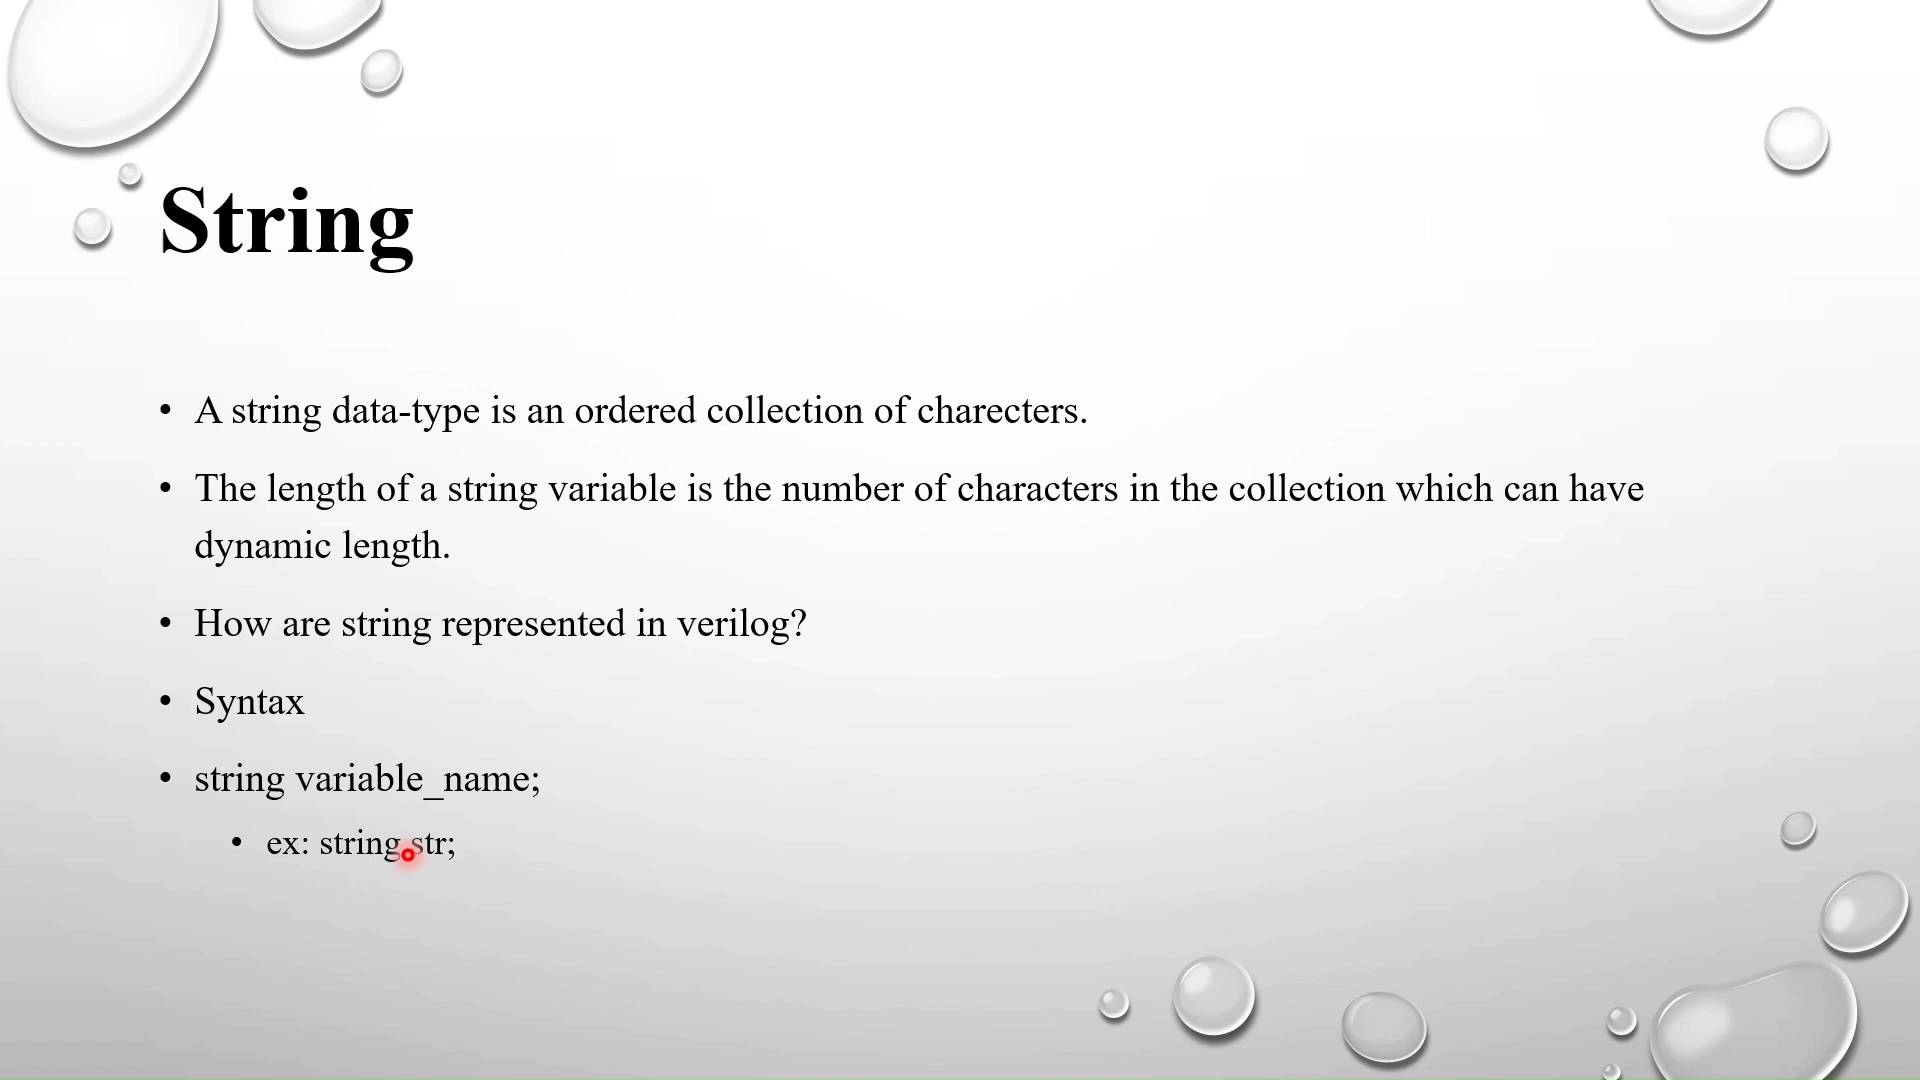 String
• A string data-type is an ordered collection of charecters.
• The length of a string variable is the number of characters in the collection which can have
dynamic length.
• How are string represented in verilog?
• Syntax
• string variable_name;
• ex: string str;